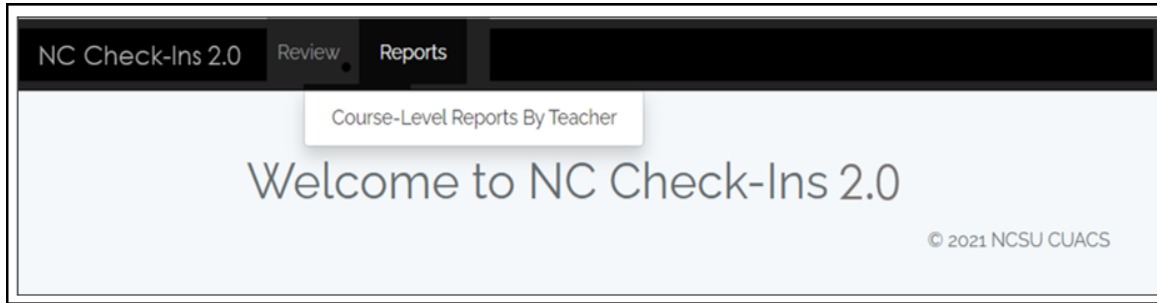 NC Check-Ins 2.0 Review Reports
Course-Level Reports By Teacher
Welcome to NC Check-Ins 2.0
© 2021 NCSU CUACS